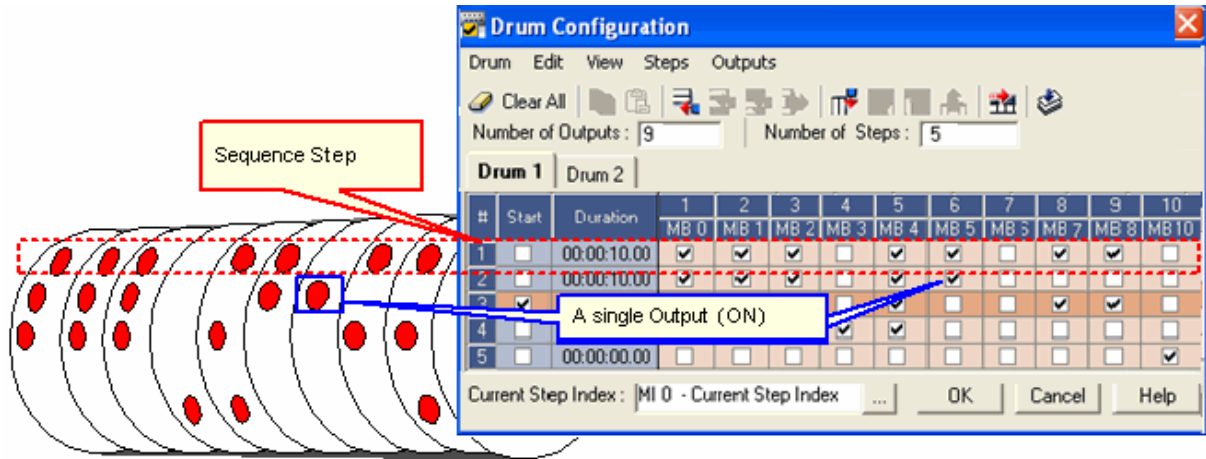 Drum Configuration
Drum Edit View Steps Outputs
Clear All
Number of Outputs : 9 Number of Steps : 5
Sequence Step
Drum 1 Drum 2
# Start Duration 1 2 3 4 5 6 7 8 9 10
MB 0 MB 1 MB 2 MB 3 MB 4 MB 5 MB 7 MB 8 MB10
1 00:00:10.00
2 00:00:10.00
3
A single Output (ON)
4
5 00:00:00.00
Current Step Index : MI 0 - Current Step Index ... OK Cancel Help